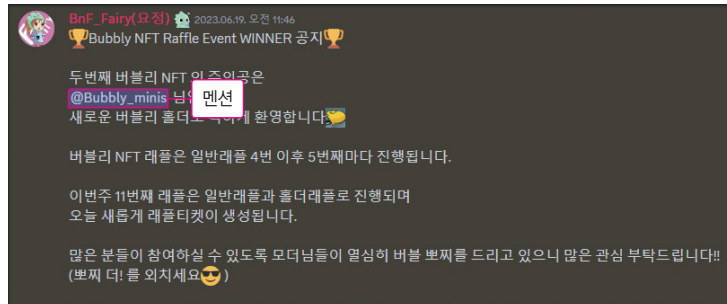 BnF_Fairy(요정) 2023.06.19. 오전 11:46
🏆Bubbly NFT Raffle Event WINNER 공지🏆
두번째 버블리 NFT 의 주인공은
@Bubbly_minis 님
멘션
새로운 버블리 홀더 환영합니다
버블리 NFT 래플은 일반래플 4번 이후 5번째마다 진행됩니다.
이번주 11번째 래플은 일반래플과 홀더래플로 진행되며
오늘 새롭게 래플티켓이 생성됩니다.
많은 분들이 참여하실 수 있도록 모더님들이 열심히 버블 뽀찌를 드리고 있으니 많은 관심 부탁드립니다!!
(뽀찌 더! 를 외치세요😎)